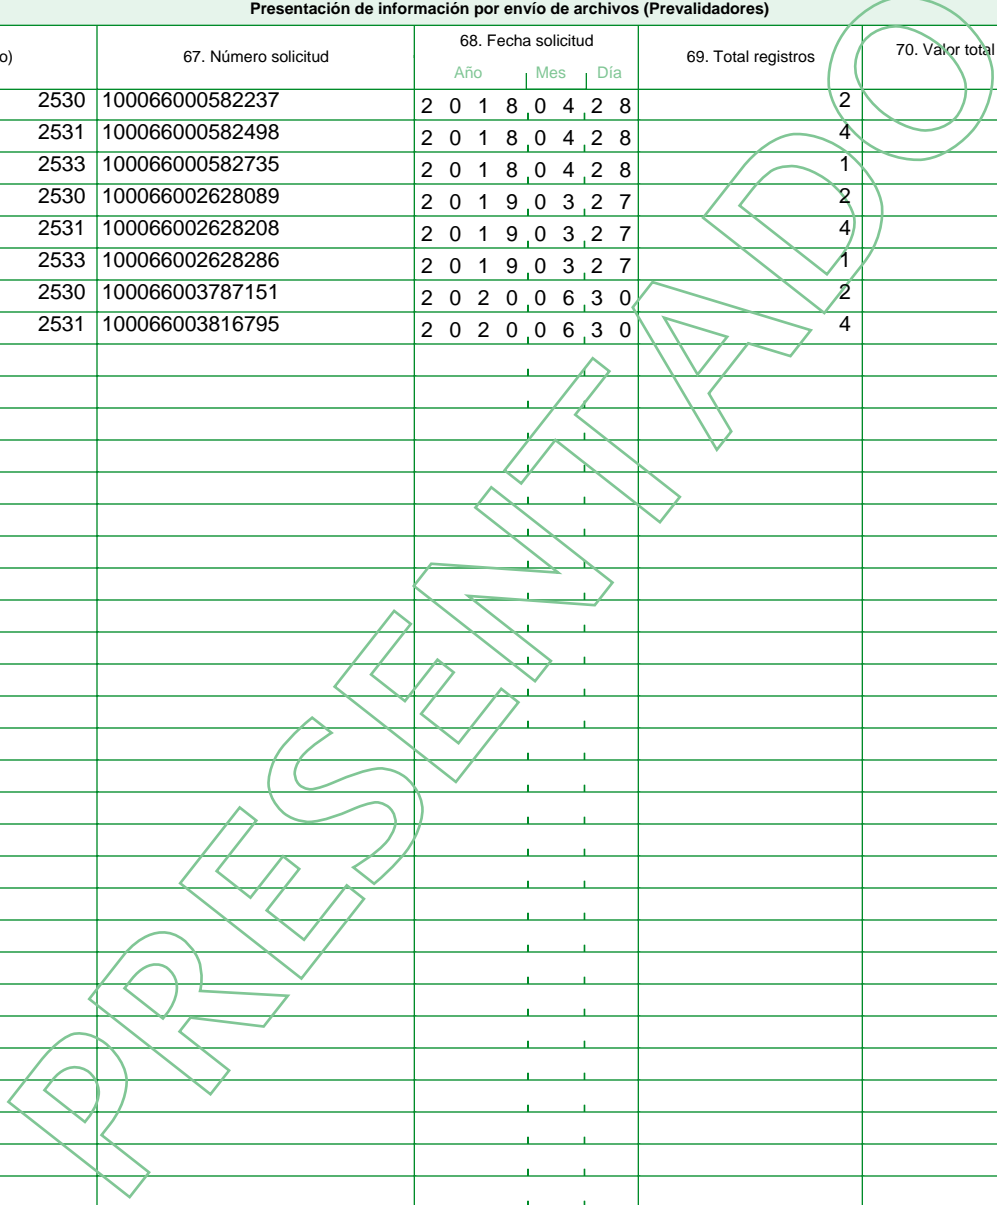 Presentación de información por envío de archivos (Prevalidadores)
o) 67. Número solicitud 68. Fecha solicitud 69. Total registros 70. Valor total
Año Mes Día
2530 100066000582237 2 0 1 8 0 4 2 8 2
2531 100066000582498 2 0 1 8 0 4 2 8 4
2533 100066000582735 2 0 1 8 0 4 2 8 1
2530 100066002628089 2 0 1 9 0 3 2 7 2
2531 100066002628208 2 0 1 9 0 3 2 7 4
2533 100066002628286 2 0 1 9 0 3 2 7 1
2530 100066003787151 2 0 2 0 0 6 3 0 2
2531 100066003816795 2 0 2 0 0 6 3 0 4
PRESENTADO